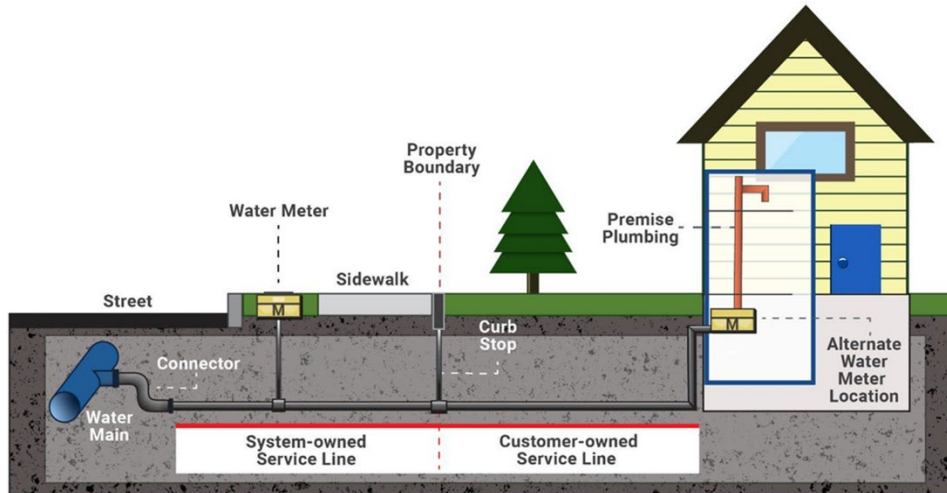 Property
Boundary
Water Meter
Premise
Plumbing
Sidewalk
Street
M
M
Curb
Stop
Connector
Alternate
Water
Meter
Location
Water
Main
System-owned
Service Line
Customer-owned
Service Line